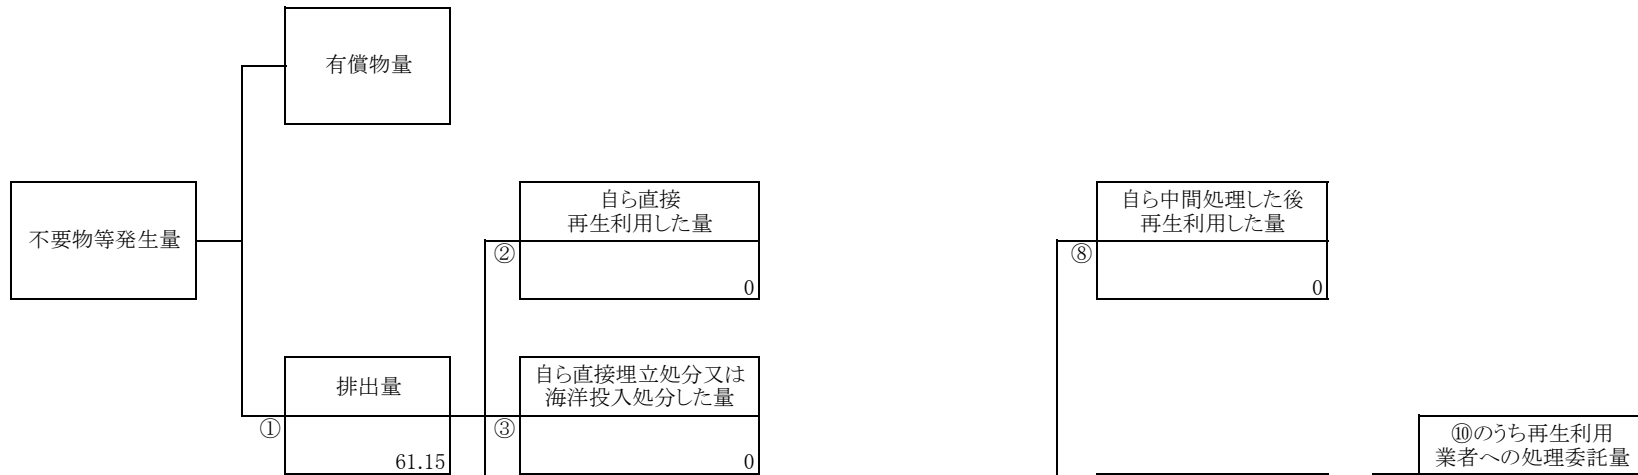 有償物量
不要物等発生量
自ら直接
再生利用した量
②
0
自ら中間処理した後
再生利用した量
⑧
0
排出量
①
61.15
自ら直接埋立処分又は
海洋投入処分した量
③
0
⑩のうち再生利用
業者への処理委託量